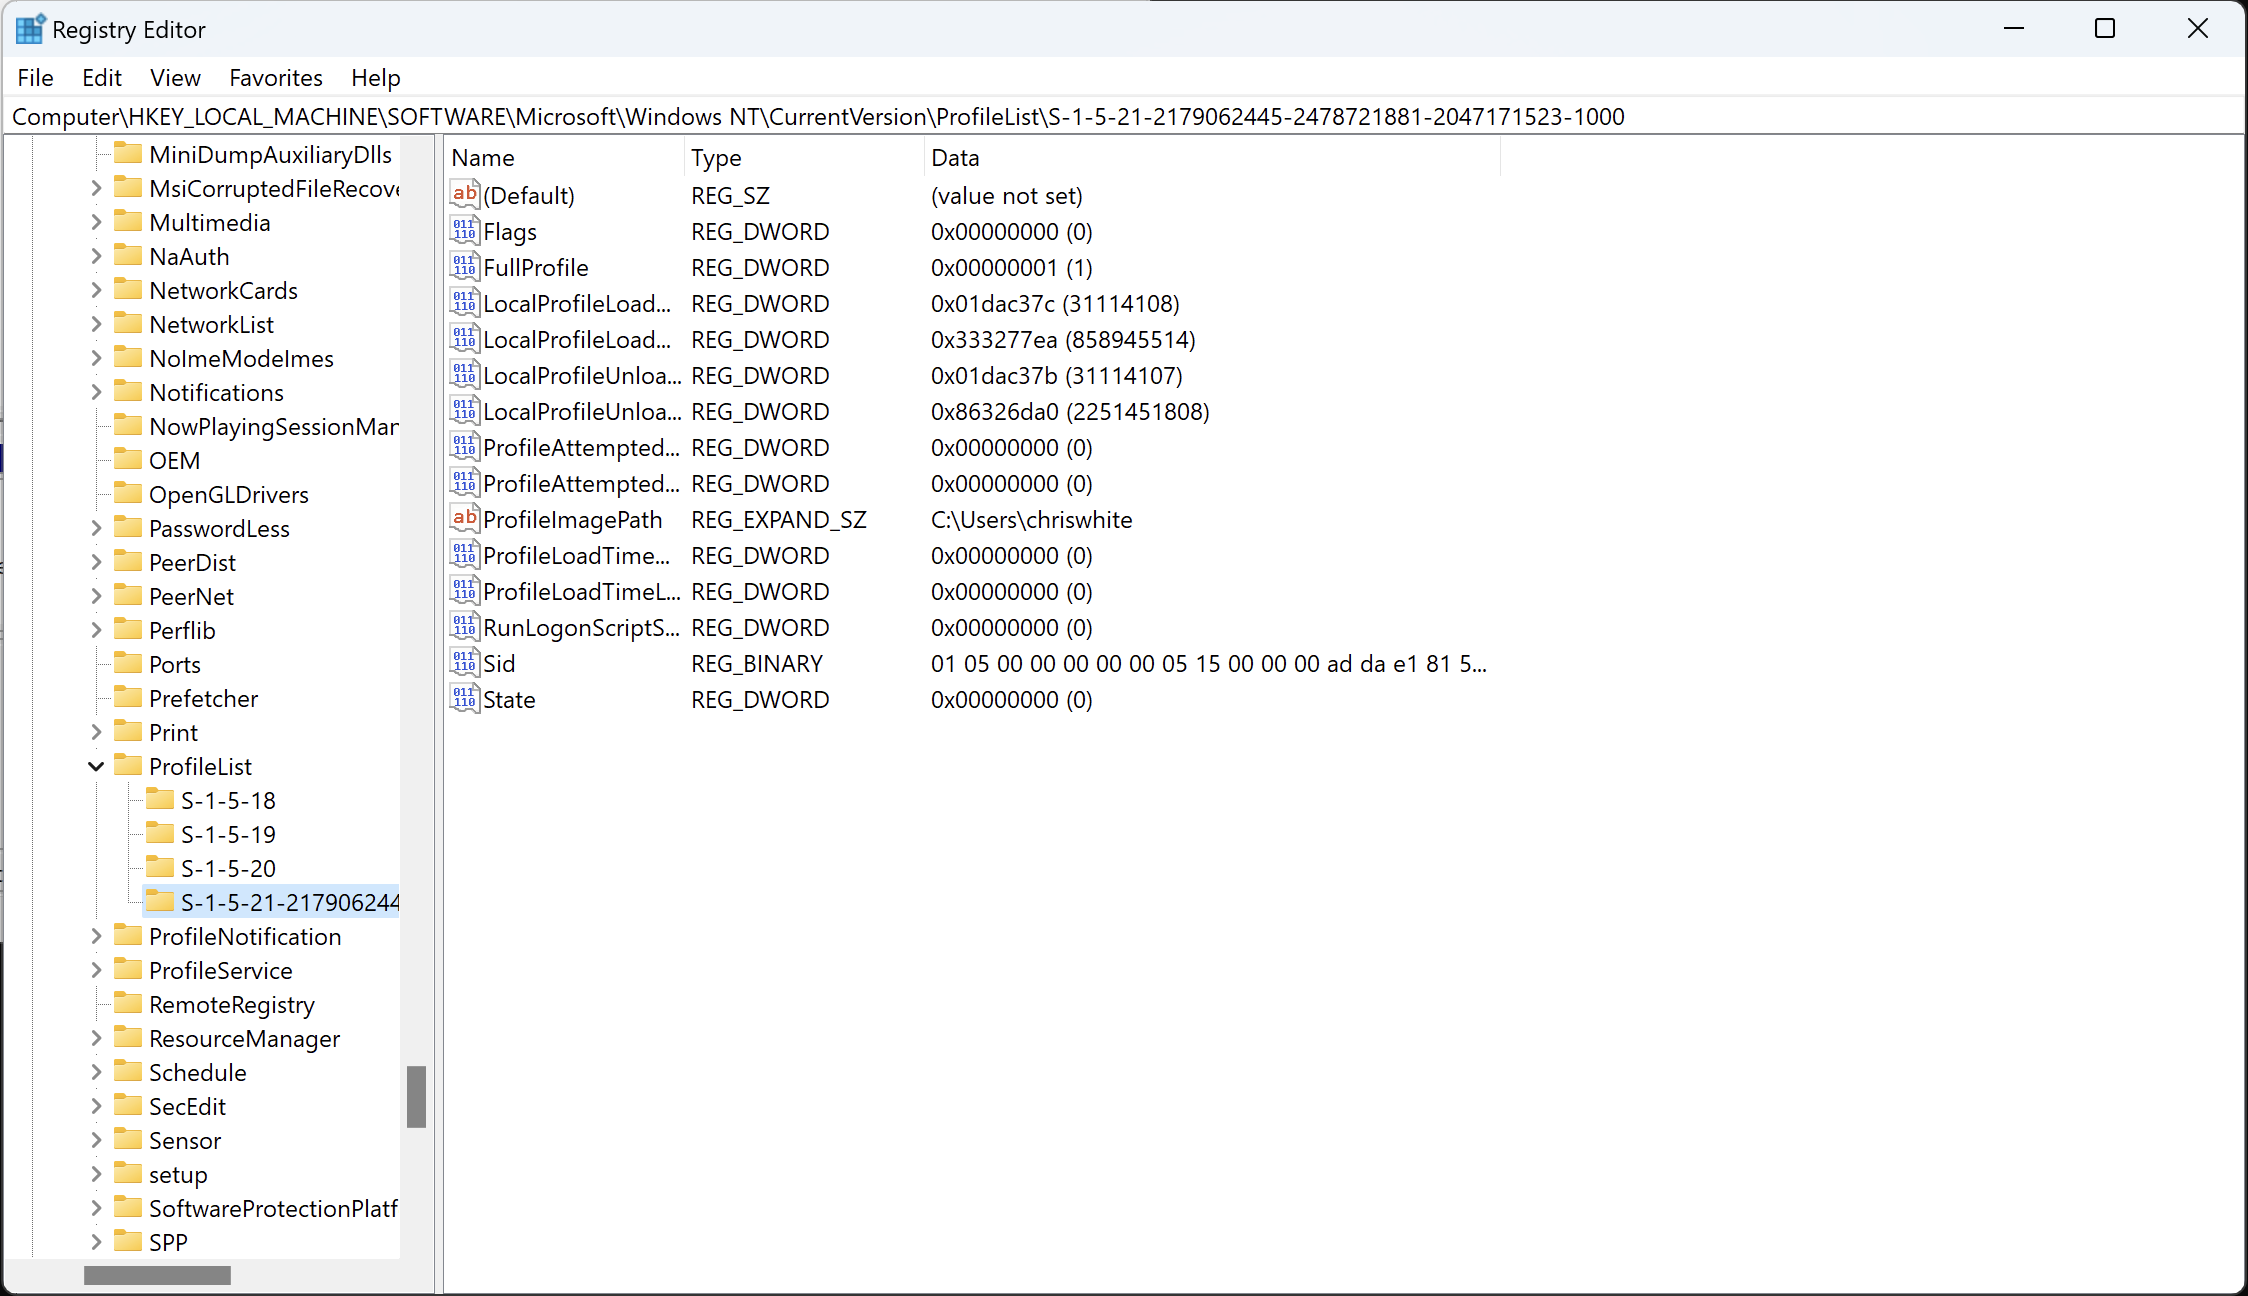 Registry Editor
File Edit View Favorites Help
Computer\HKEY_LOCAL_MACHINE\SOFTWARE\Microsoft\Windows NT\CurrentVersion\ProfileList\S-1-5-21-2179062445-2478721881-2047171523-1000
MiniDumpAuxiliaryDlls
MsiCorruptedFileRecove
Multimedia
NaAuth
NetworkCards
NetworkList
NoImeModeImes
Notifications
NowPlayingSessionMan
OEM
OpenGLDrivers
PasswordLess
PeerDist
PeerNet
Perflib
Ports
Prefetcher
Print
ProfileList
S-1-5-18
S-1-5-19
S-1-5-20
S-1-5-21-217906244
ProfileNotification
ProfileService
RemoteRegistry
ResourceManager
Schedule
SecEdit
Sensor
setup
SoftwareProtectionPlatf
SPP
Name Type Data
(Default) REG_SZ (value not set)
Flags REG_DWORD 0x00000000 (0)
FullProfile REG_DWORD 0x00000001 (1)
LocalProfileLoad... REG_DWORD 0x01dac37c (31114108)
LocalProfileLoad... REG_DWORD 0x333277ea (858945514)
LocalProfileUnloa... REG_DWORD 0x01dac37b (31114107)
LocalProfileUnloa... REG_DWORD 0x86326da0 (2251451808)
ProfileAttempted... REG_DWORD 0x00000000 (0)
ProfileAttempted... REG_DWORD 0x00000000 (0)
ProfileImagePath REG_EXPAND_SZ C:\Users\chriswhite
ProfileLoadTime... REG_DWORD 0x00000000 (0)
ProfileLoadTimeL... REG_DWORD 0x00000000 (0)
RunLogonScriptS... REG_DWORD 0x00000000 (0)
Sid REG_BINARY 01 05 00 00 00 00 00 05 15 00 00 00 ad da e1 81 5...
State REG_DWORD 0x00000000 (0)